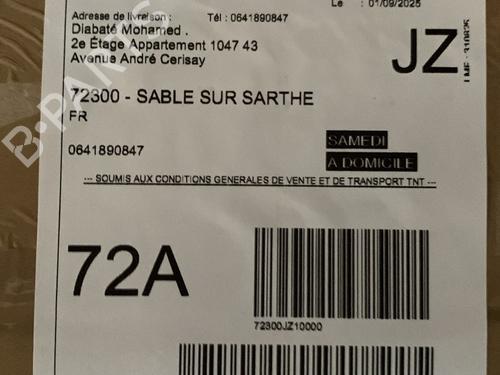 Le : 01/09/2025
Adresse de livraison : Tél : 0641890847
Diabaté Mohamed .
2e Étage Appartement 1047 43
Avenue André Cerisay
JZ
72300 - SABLE SUR SARTHE
FR
0641890847
SAMEDI
A DOMICILE
--- SOUMIS AUX CONDITIONS GENERALES DE VENTE ET DE TRANSPORT TNT ---
72A
72300JZ10000
B-PARTS